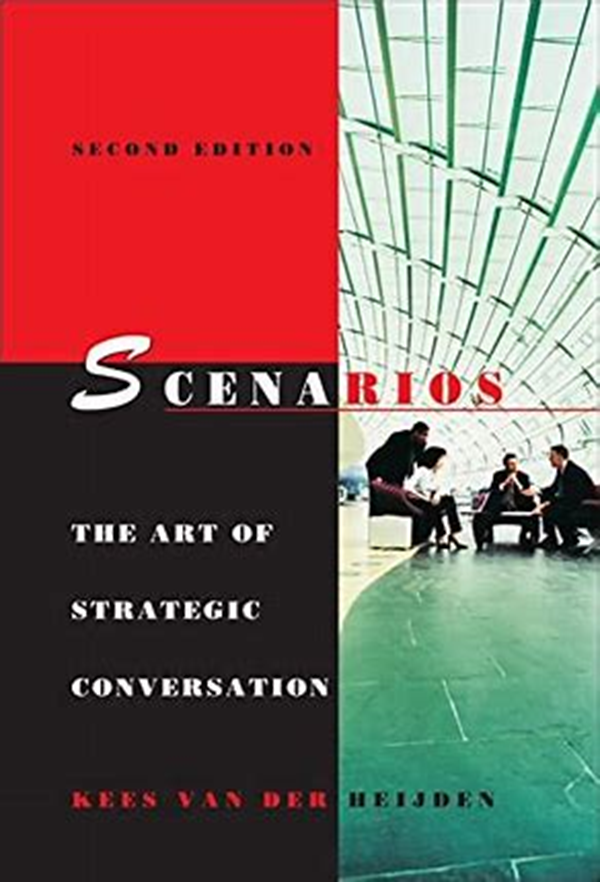 SECOND EDITION
SCENARIOS
THE ART OF
STRATEGIC
CONVERSATION
KEES VAN DER HEIJDEN